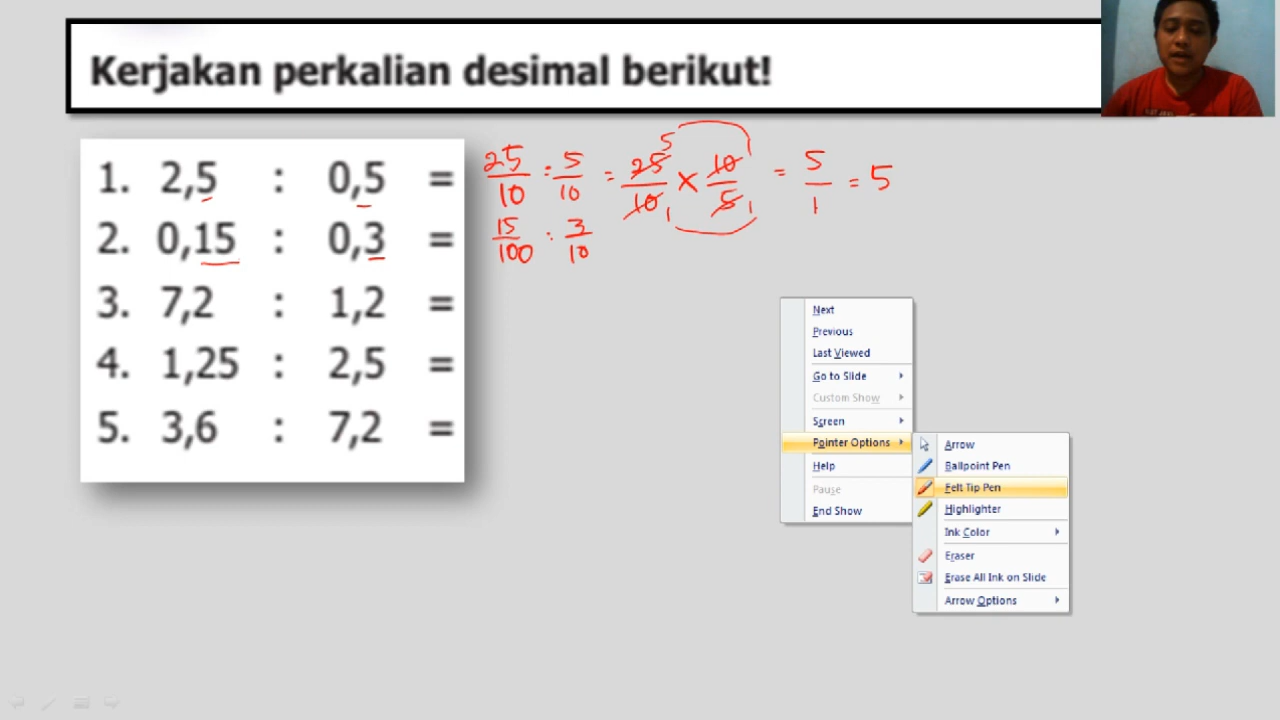 Kerjakan perkalian desimal berikut!
1. 2,5 : 0,5 = 25/10 : 5/10 = 25/10 x 10/5 = 5/1 = 5
5 1
1 1
2. 0,15 : 0,3 = 15/100 : 3/10
3. 7,2 : 1,2 =
4. 1,25 : 2,5 =
5. 3,6 : 7,2 =
Next
Previous
Last Viewed
Go to Slide
Custom Show
Screen
Pointer Options
Help
Pause
End Show
Arrow
Ballpoint Pen
Felt Tip Pen
Highlighter
Ink Color
Eraser
Erase All Ink on Slide
Arrow Options